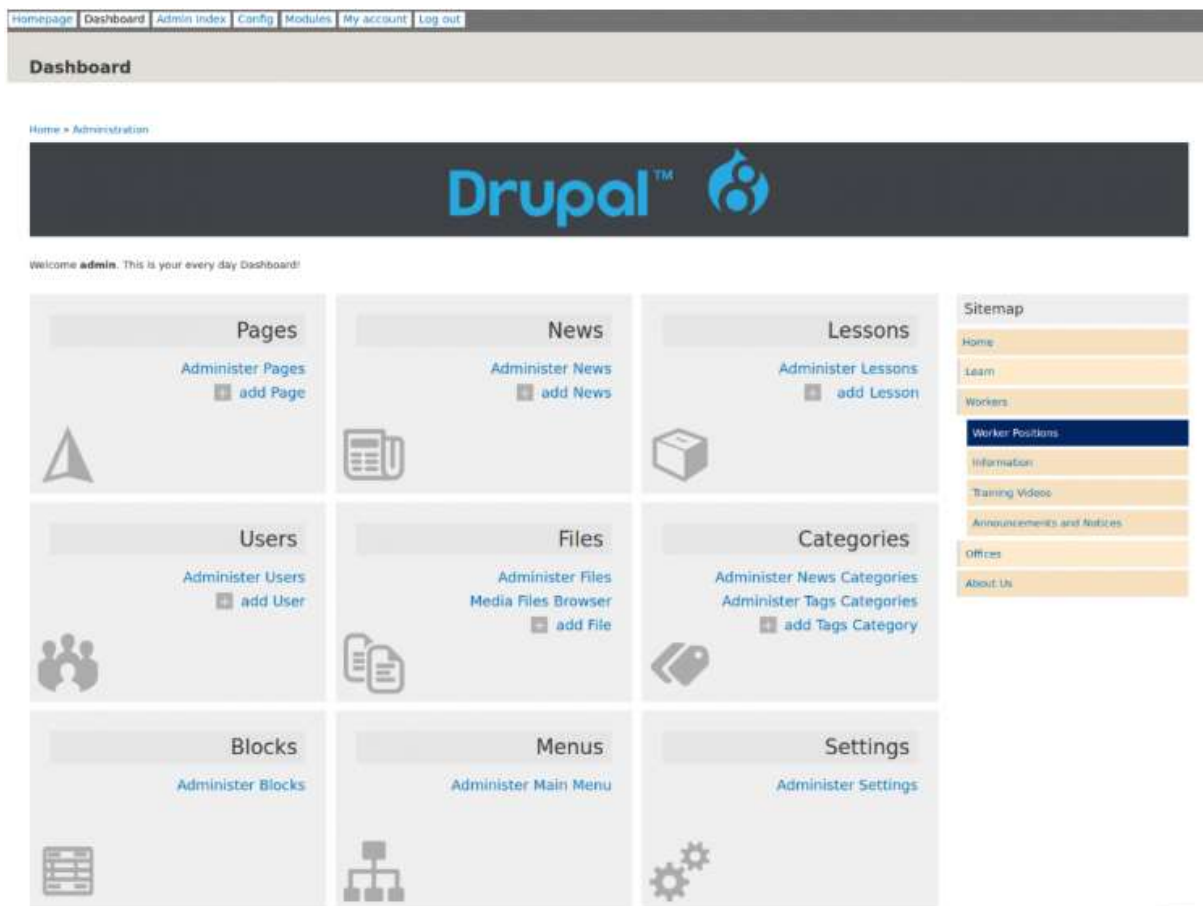 Homepage Dashboard Admin Index Config Modules My account Log out
Dashboard
Home » Administration
Drupal™
Welcome admin. This is your every day Dashboard!
Pages
Administer Pages
+ add Page
News
Administer News
+ add News
Lessons
Administer Lessons
+ add Lesson
Users
Administer Users
+ add User
Files
Administer Files
Media Files Browser
+ add File
Categories
Administer News Categories
Administer Tags Categories
+ add Tags Category
Blocks
Administer Blocks
Menus
Administer Main Menu
Settings
Administer Settings
Sitemap
Home
Learn
Workers
Worker Positions
Information
Training Videos
Announcements and Notices
Offices
About Us